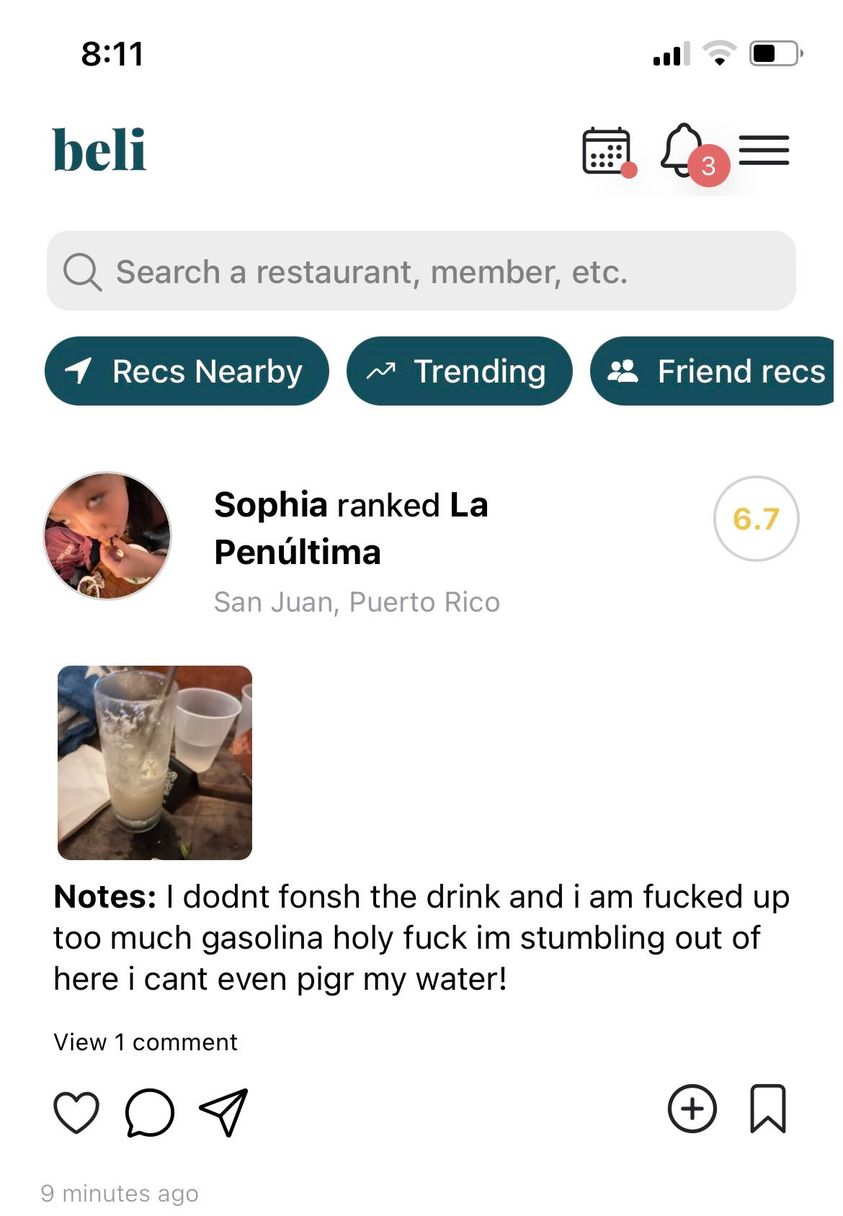 8:11
beli
3
Search a restaurant, member, etc.
Recs Nearby
Trending
Friend recs
Sophia ranked La
Penúltima
6.7
San Juan, Puerto Rico
Notes: I dodnt fonsh the drink and i am fucked up
too much gasolina holy fuck im stumbling out of
here i cant even pigr my water!
View 1 comment
9 minutes ago